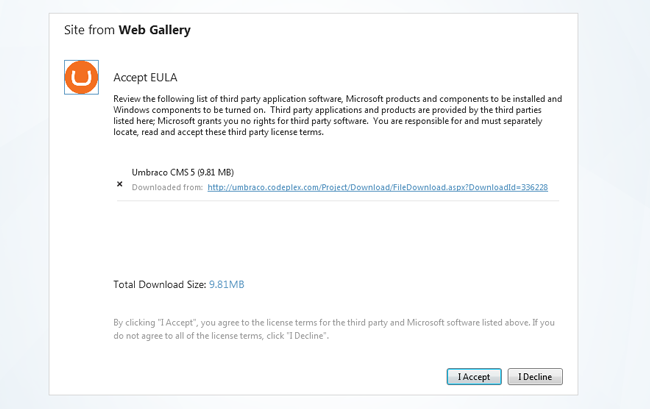 Site from Web Gallery
Accept EULA
Review the following list of third party application software, Microsoft products and components to be installed and
Windows components to be turned on.  Third party applications and products are provided by the third parties
listed here; Microsoft grants you no rights for third party software.  You are responsible for and must separately
locate, read and accept these third party license terms.
Umbraco CMS 5 (9.81 MB)
Downloaded from: http://umbraco.codeplex.com/Project/Download/FileDownload.aspx?DownloadId=336228
Total Download Size: 9.81MB
By clicking "I Accept", you agree to the license terms for the third party and Microsoft software listed above. If you
do not agree to all of the license terms, click "I Decline".
I Accept I Decline